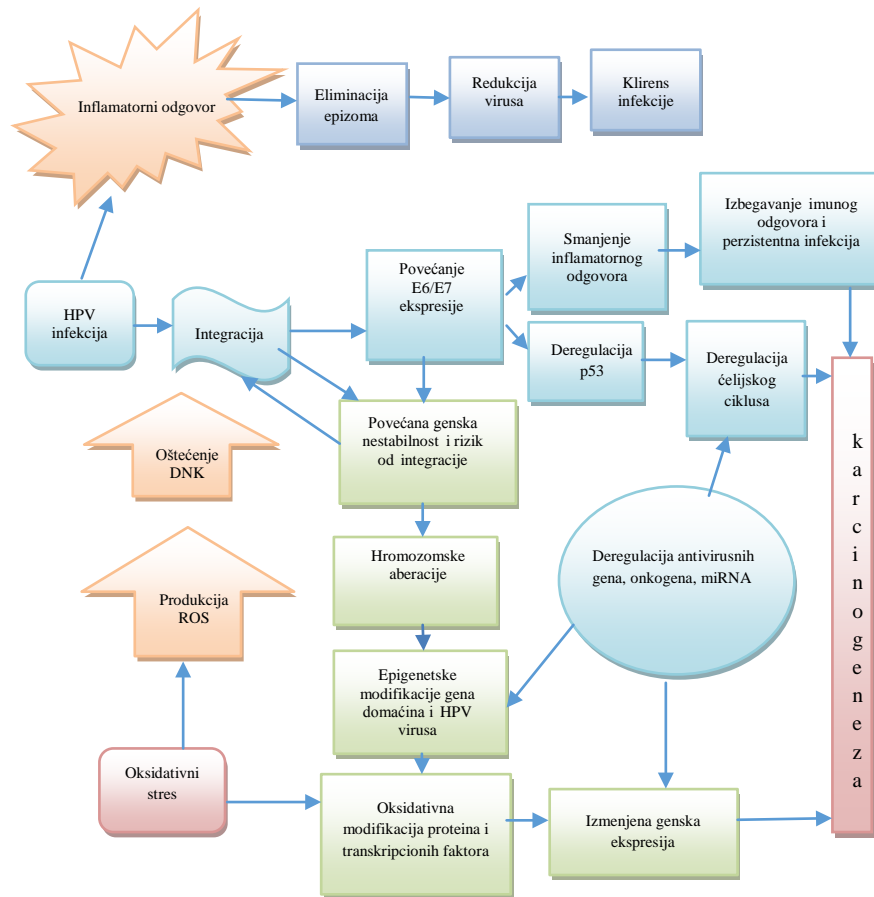 Inflamatorni odgovor
Eliminacija
epizoma
Redukcija
virusa
Klirens
infekcije
HPV
infekcija
Integracija
Povećanje
E6/E7
ekspresije
Smanjenje
inflamatornog
odgovora
Izbegavanje imunog
odgovora i
perzistentna infekcija
Deregulacija
p53
Deregulacija
ćelijskog
ciklusa
Oštećenje
DNK
Povećana genska
nestabilnost i rizik
od integracije
Hromozomske
aberacije
Deregulacija antivirusnih
gena, onkogena, miRNA
Produkcija
ROS
Epigenetske
modifikacije gena
domaćina i HPV
virusa
Oksidativni
stres
Oksidativna
modifikacija proteina i
transkripcionih faktora
Izmenjena genska
ekspresija
karcinogeneza